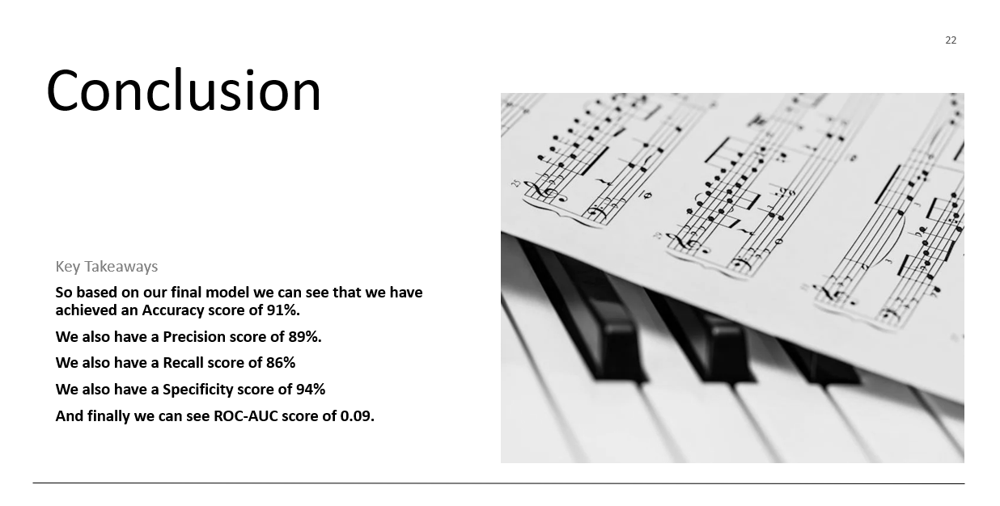 22
Conclusion
Key Takeaways
So based on our final model we can see that we have
achieved an Accuracy score of 91%.
We also have a Precision score of 89%.
We also have a Recall score of 86%
We also have a Specificity score of 94%
And finally we can see ROC-AUC score of 0.09.